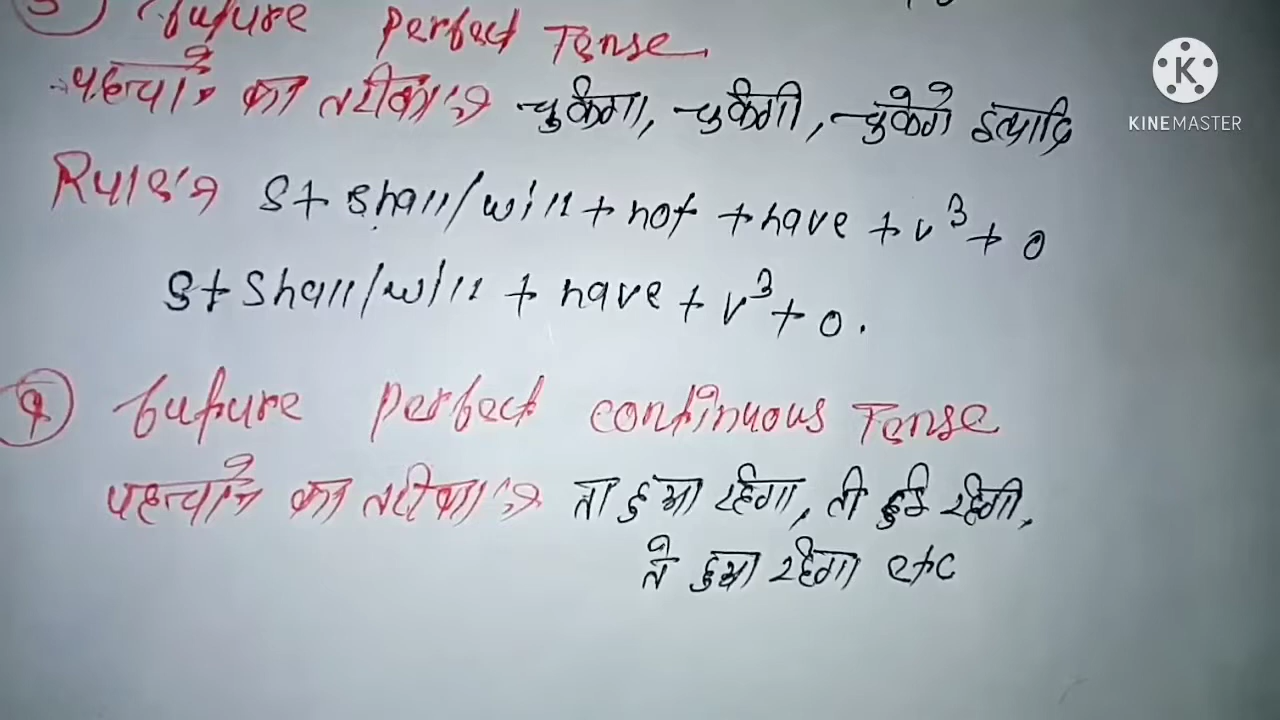 3) Future perfect Tense
पहचाने का तरीका:→ चुकेगा, चुकेगी, चुकेगे इत्यादि
Rule:→ S + shall/will + not + have + v³ + o
S + shall/will + have + v³ + o.
④ Future perfect continuous Tense
पहचाने का तरीका:→ ता हुआ रहेगा, ती हुई रहेगी,
ते हुआ रहेगा etc
KINEMASTER